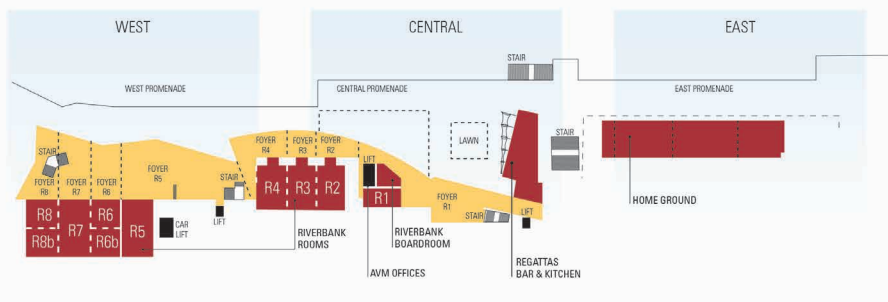 WEST
CENTRAL
EAST
STAIR
WEST PROMENADE
CENTRAL PROMENADE
EAST PROMENADE
LAWN
STAIR
FOYER
R4
FOYER
R3
FOYER
R2
STAIR
FOYER
R8
FOYER
R7
FOYER
R6
FOYER
R5
STAIR
LIFT
R4
R3
R2
R1
FOYER
R1
STAIR
LIFT
HOME GROUND
R8
R8b
R7
R6
R6b
R5
CAR
LIFT
LIFT
RIVERBANK
ROOMS
RIVERBANK
BOARDROOM
AVM OFFICES
REGATTAS
BAR & KITCHEN